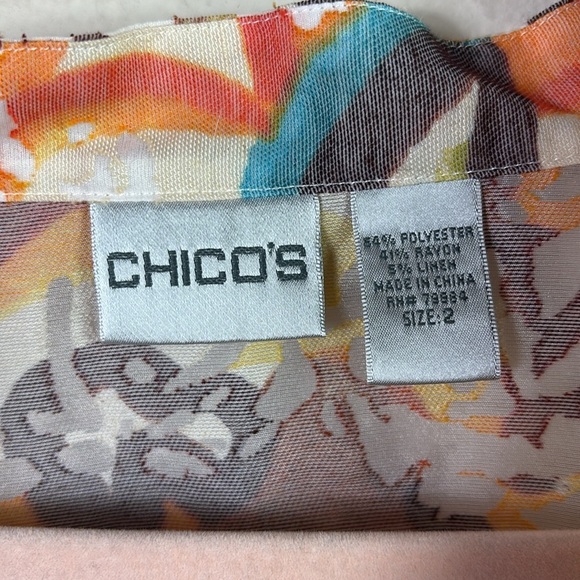 CHICO'S
54% POLYESTER
41% RAYON
5% LINEN
MADE IN CHINA
RN# 79984
SIZE: 2